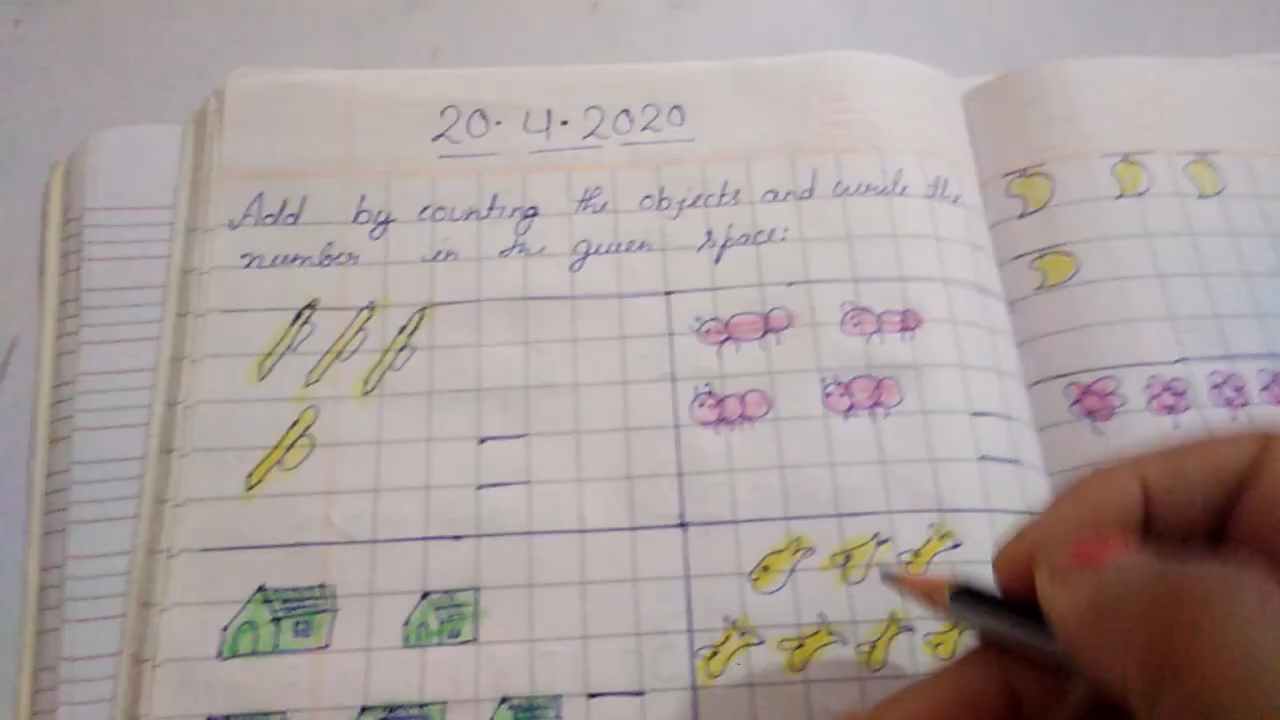 20.4.2020
Add by counting the objects and write the
number in the given space: